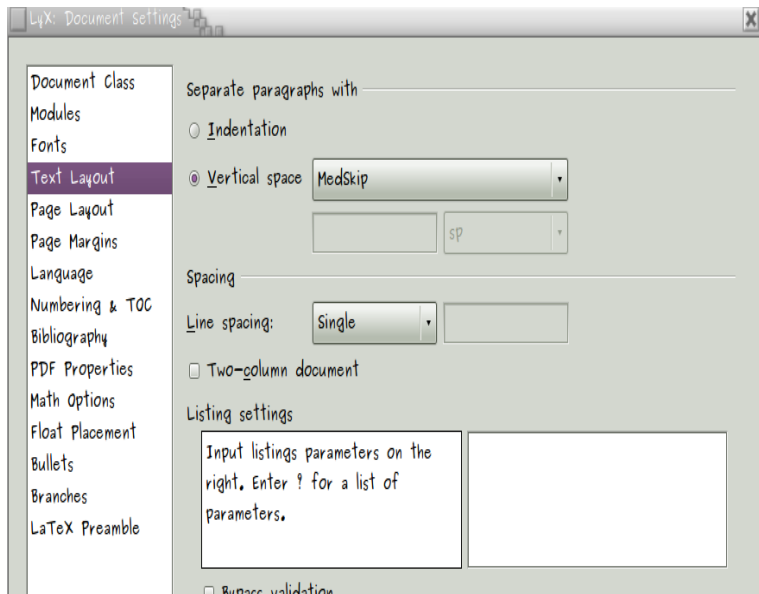 LyX: Document Settings
Document Class
Modules
Fonts
Text Layout
Page Layout
Page Margins
Language
Numbering & TOC
Bibliography
PDF Properties
Math Options
Float Placement
Bullets
Branches
LaTeX Preamble
Separate paragraphs with
Indentation
Vertical space MedSkip
sp
Spacing
Line spacing: Single
Two-column document
Listing settings
Input listings parameters on the
right. Enter ? for a list of
parameters.
Bypass validation